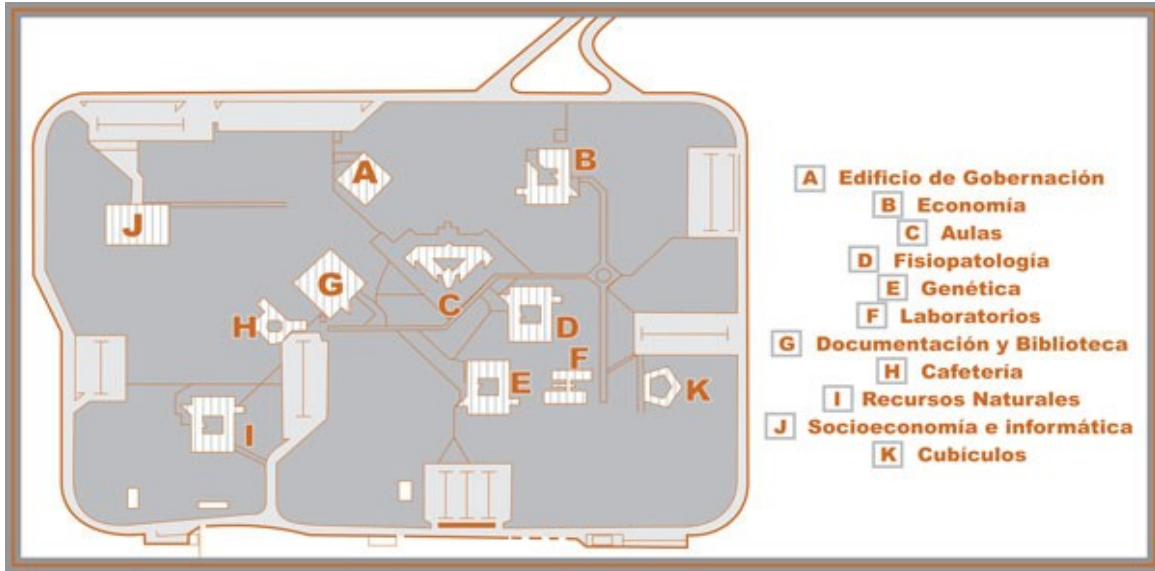 A
B
J
C
G
H
D
F
E
K
I
A Edificio de Gobernación
B Economía
C Aulas
D Fisiopatología
E Genética
F Laboratorios
G Documentación y Biblioteca
H Cafetería
I Recursos Naturales
J Socioeconomía e informática
K Cubículos